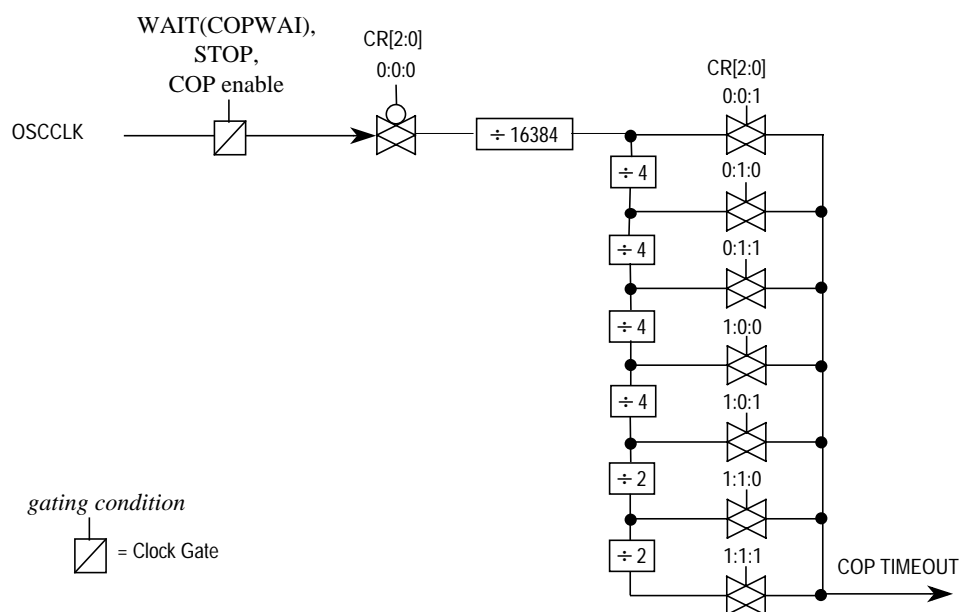 WAIT(COPWAI),
STOP,
COP enable
CR[2:0]
0:0:0
CR[2:0]
0:0:1
OSCCLK
÷ 16384
÷ 4
0:1:0
÷ 4
0:1:1
÷ 4
1:0:0
÷ 4
1:0:1
÷ 2
1:1:0
÷ 2
1:1:1
gating condition
= Clock Gate
COP TIMEOUT